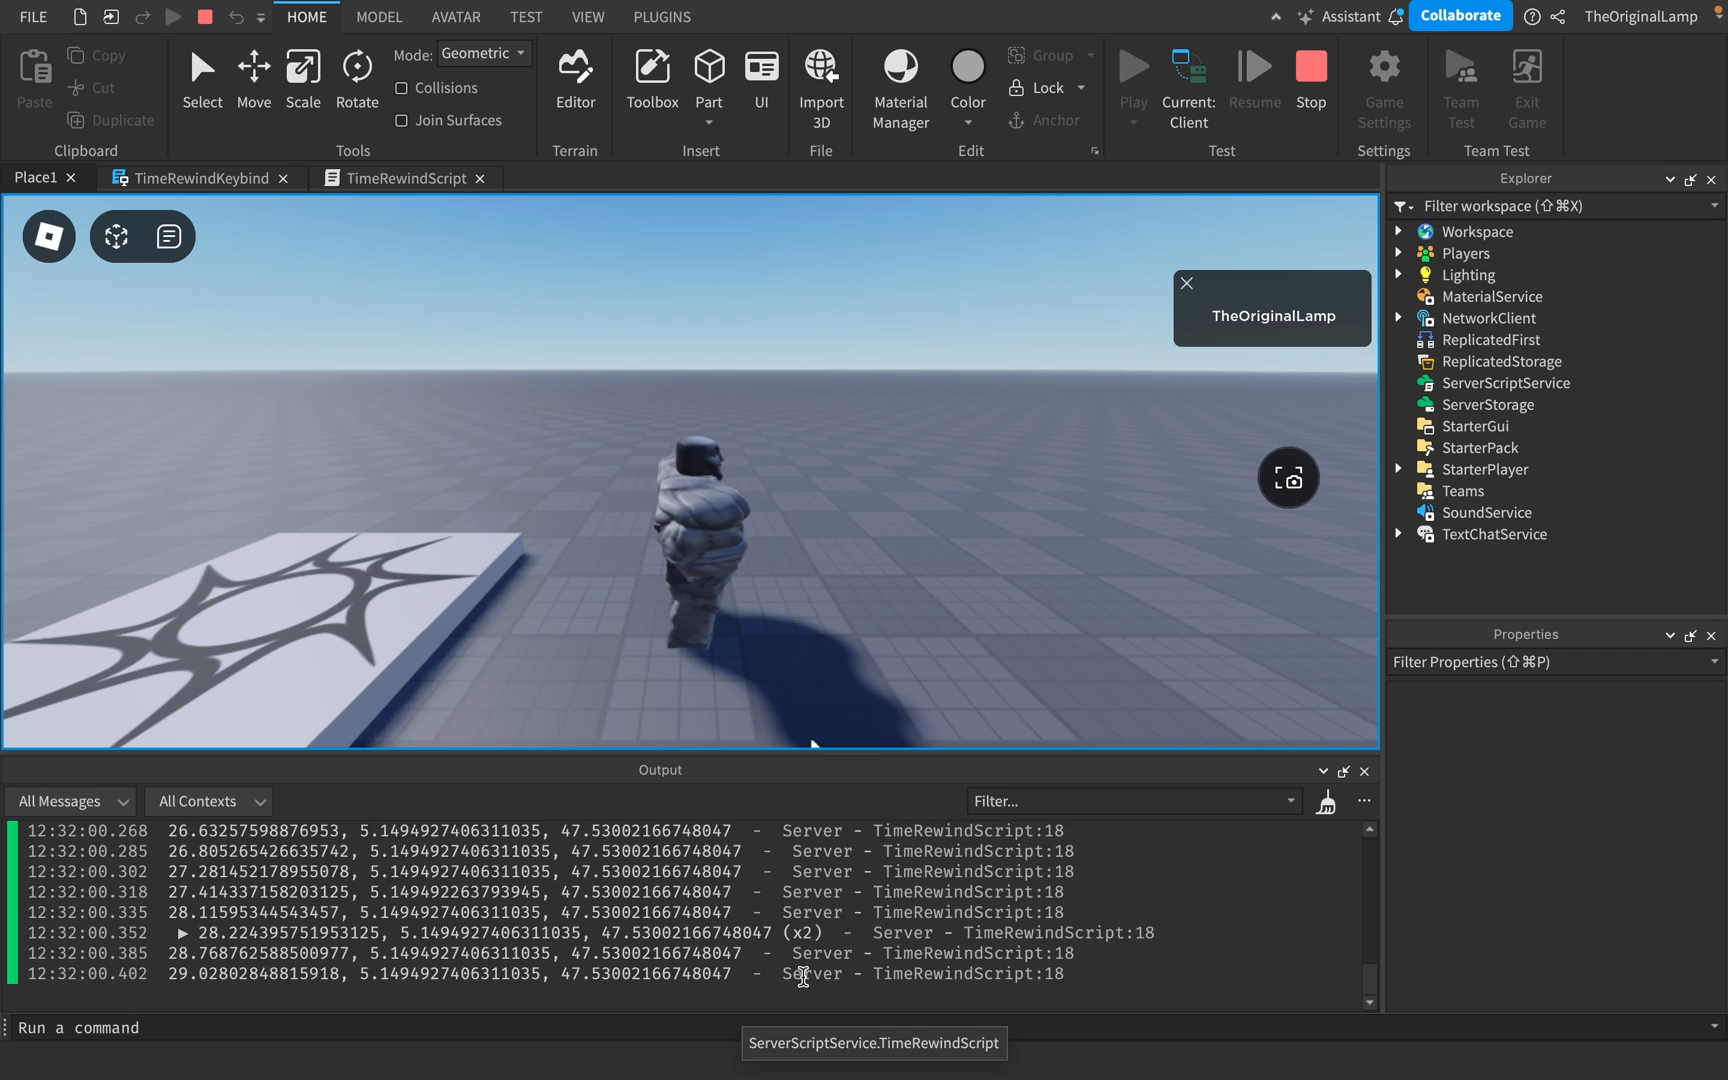 FILE HOME MODEL AVATAR TEST VIEW PLUGINS Assistant Collaborate TheOriginalLamp
Paste Copy Cut Duplicate
Clipboard
Select Move Scale Rotate
Mode: Geometric
Collisions
Join Surfaces
Tools
Editor
Terrain
Toolbox Part UI
Insert
Import 3D
File
Material Manager Color
Group
Lock
Anchor
Edit
Play Current: Client Resume Stop
Test
Game Settings
Settings
Team Test Exit Game
Team Test
Place1 TimeRewindKeybind TimeRewindScript
TheOriginalLamp
Output
All Messages All Contexts Filter...
12:32:00.268 26.63257598876953, 5.1494927406311035, 47.53002166748047 - Server - TimeRewindScript:18
12:32:00.285 26.805265426635742, 5.1494927406311035, 47.53002166748047 - Server - TimeRewindScript:18
12:32:00.302 27.281452178955078, 5.1494927406311035, 47.53002166748047 - Server - TimeRewindScript:18
12:32:00.318 27.414337158203125, 5.149492263793945, 47.53002166748047 - Server - TimeRewindScript:18
12:32:00.335 28.11595344543457, 5.1494927406311035, 47.53002166748047 - Server - TimeRewindScript:18
12:32:00.352 28.224395751953125, 5.1494927406311035, 47.53002166748047 (x2) - Server - TimeRewindScript:18
12:32:00.385 28.768762588500977, 5.1494927406311035, 47.53002166748047 - Server - TimeRewindScript:18
12:32:00.402 29.02802848815918, 5.1494927406311035, 47.53002166748047 - Server - TimeRewindScript:18
Run a command
ServerScriptService.TimeRewindScript
Explorer
Filter workspace (⇧⌘X)
Workspace
Players
Lighting
MaterialService
NetworkClient
ReplicatedFirst
ReplicatedStorage
ServerScriptService
ServerStorage
StarterGui
StarterPack
StarterPlayer
Teams
SoundService
TextChatService
Properties
Filter Properties (⇧⌘P)